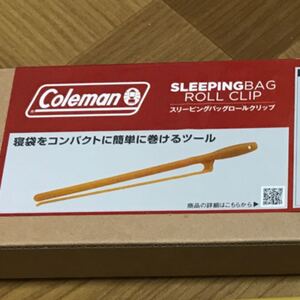 Coleman
SLEEPINGBAG
ROLL CLIP
スリーピングバッグロールクリップ
寝袋をコンパクトに簡単に巻けるツール
商品の詳細はこちらから▶